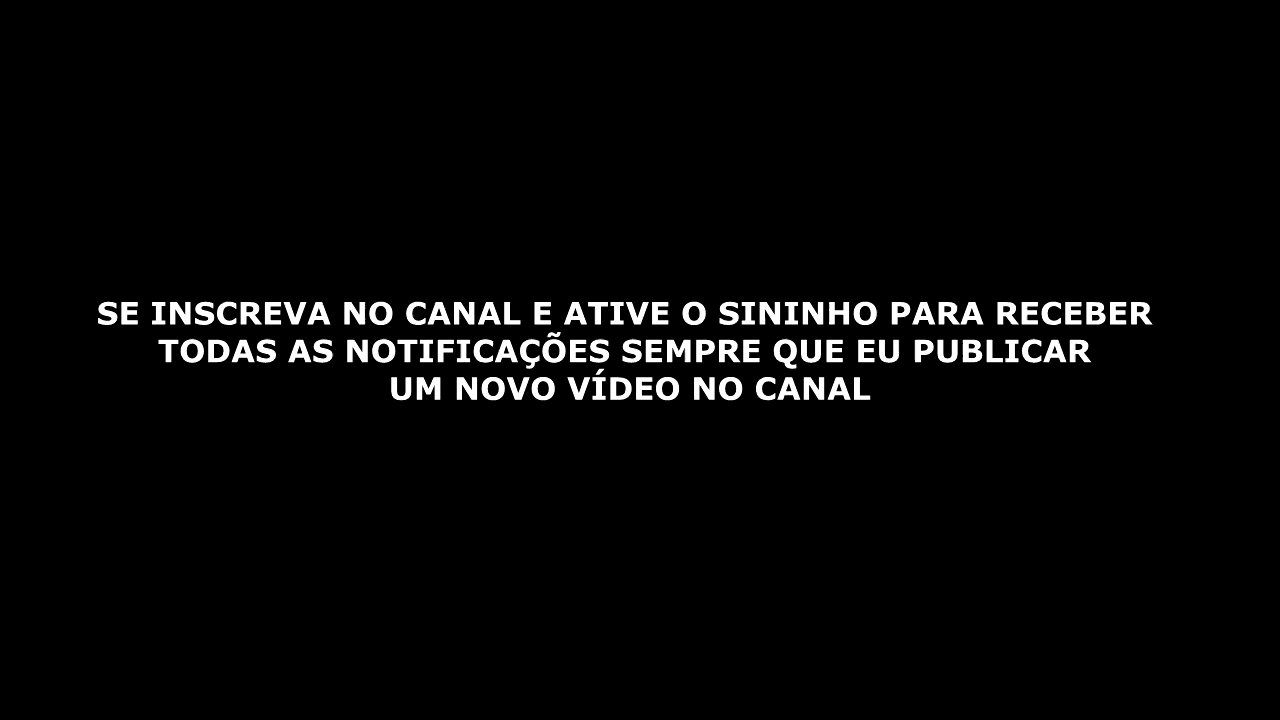 SE INSCREVA NO CANAL E ATIVE O SININHO PARA RECEBER
TODAS AS NOTIFICAÇÕES SEMPRE QUE EU PUBLICAR
UM NOVO VÍDEO NO CANAL